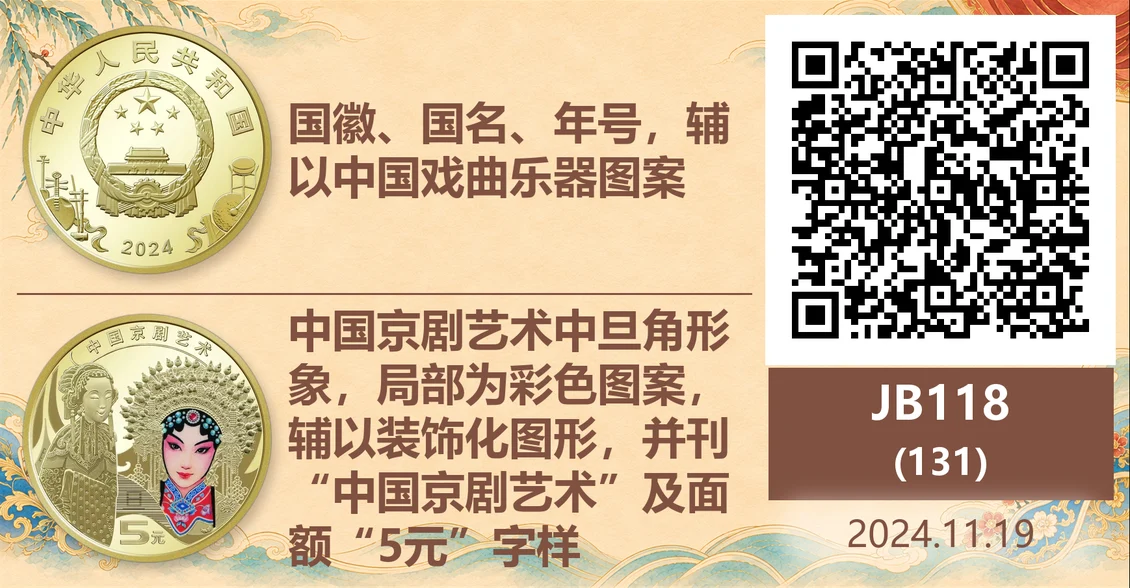 中华人民共和国
2024
国徽、国名、年号，辅
以中国戏曲乐器图案
中国京剧艺术
5元
中国京剧艺术中旦角形
象，局部为彩色图案，
辅以装饰化图形，并刊
“中国京剧艺术”及面
额“5元”字样
JB118
(131)
2024.11.19